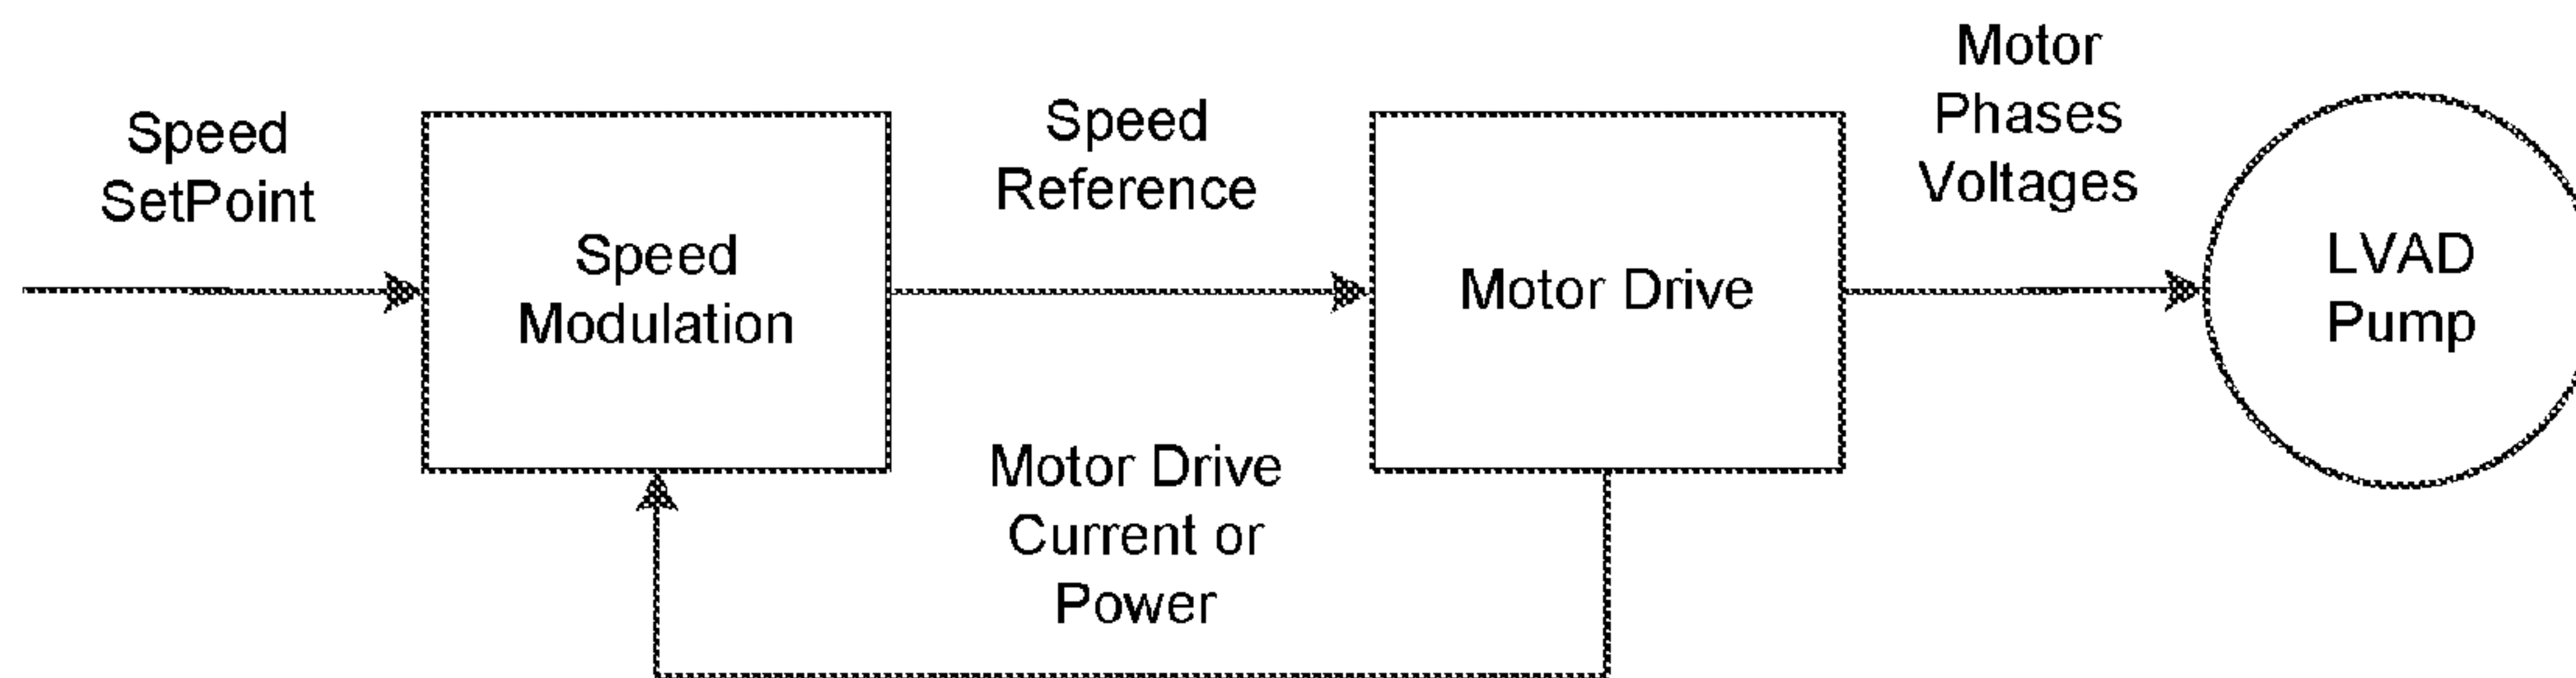 Speed
SetPoint
Speed
Modulation
Speed
Reference
Motor Drive
Current or
Power
Motor Drive
Motor
Phases
Voltages
LVAD
Pump